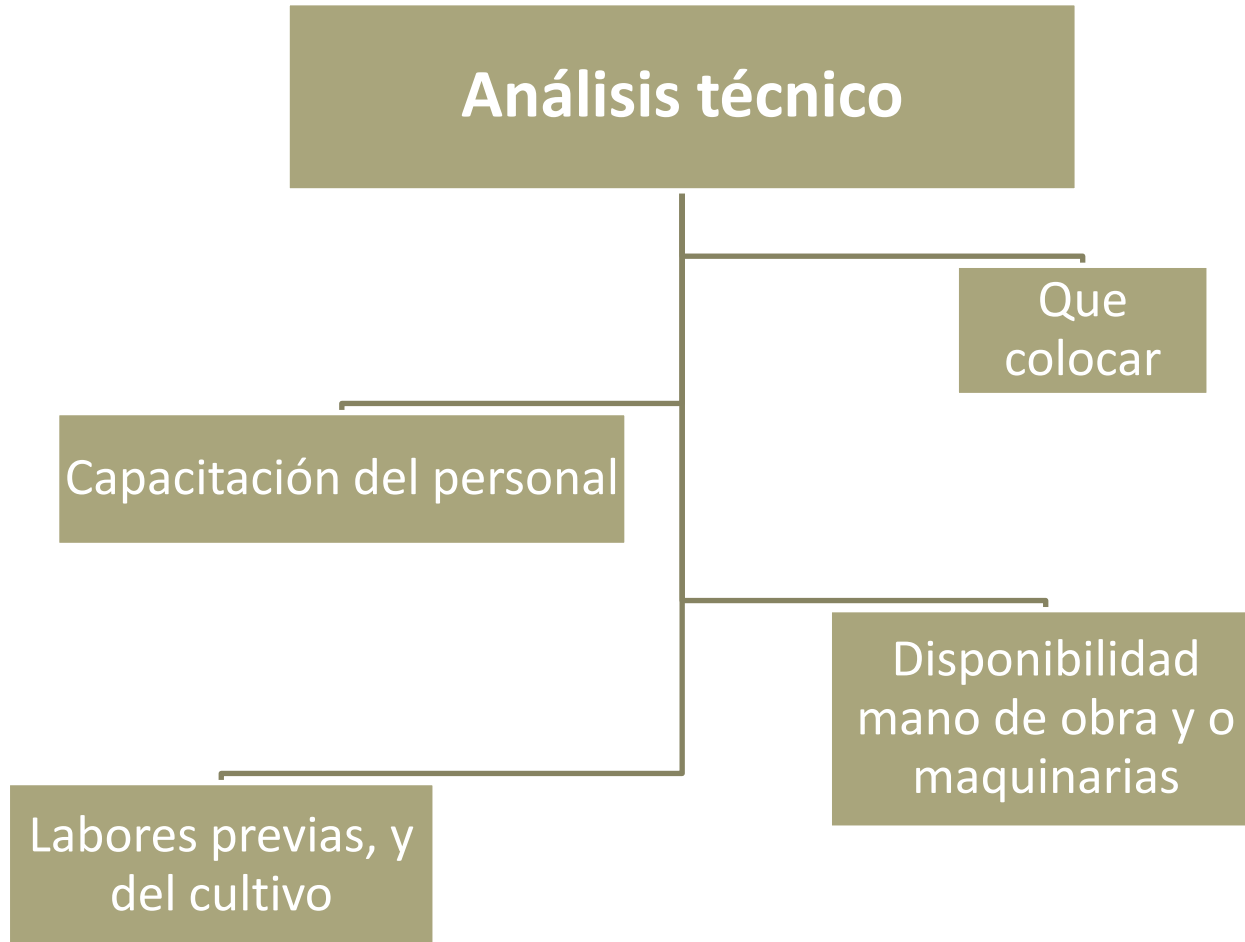 Análisis técnico
Que
colocar
Capacitación del personal
Disponibilidad
mano de obra y o
maquinarias
Labores previas, y
del cultivo